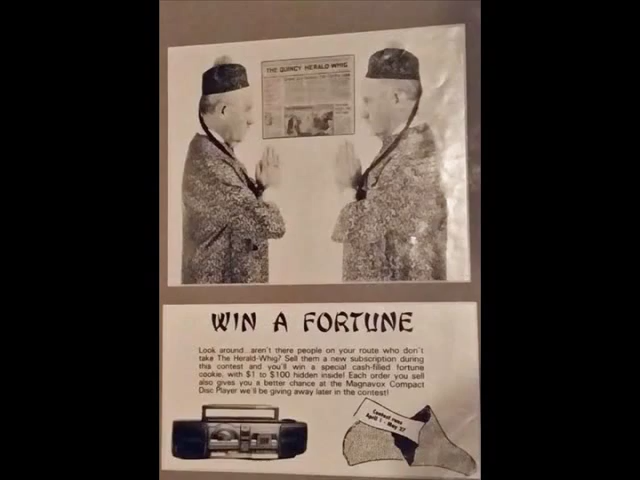 THE QUINCY HERALD-WHIG
WIN A FORTUNE
Look around...aren't there people on your route who don't
take The Herald-Whig? Sell them a new subscription during
this contest and you'll win a special cash-filled fortune
cookie, with $1 to $100 hidden inside! Each order you sell
also gives you a better chance at the Magnavox Compact
Disc Player we'll be giving away later in the contest!
Contest runs
April 1 - May 27